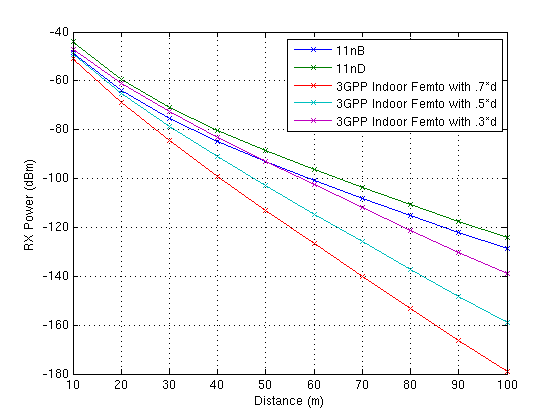 -40
-60
-80
-100
-120
-140
-160
-180
RX Power (dBm)
11nB
11nD
3GPP Indoor Femto with .7*d
3GPP Indoor Femto with .5*d
3GPP Indoor Femto with .3*d
10 20 30 40 50 60 70 80 90 100
Distance (m)